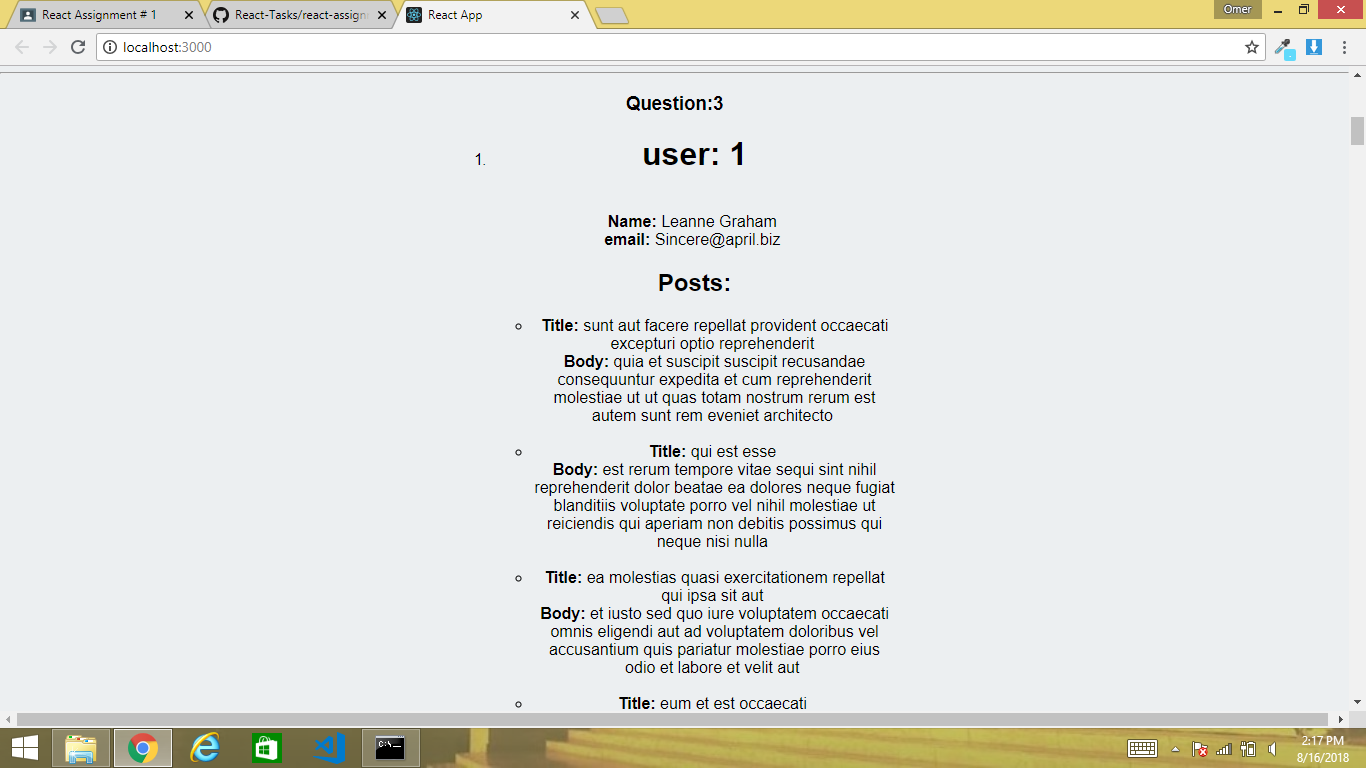 React Assignment # 1
React-Tasks/react-assignm
React App
Omer
localhost:3000
Question:3
1.
user: 1
Name: Leanne Graham
email: Sincere@april.biz
Posts:
Title: sunt aut facere repellat provident occaecati
excepturi optio reprehenderit
Body: quia et suscipit suscipit recusandae
consequuntur expedita et cum reprehenderit
molestiae ut ut quas totam nostrum rerum est
autem sunt rem eveniet architecto
Title: qui est esse
Body: est rerum tempore vitae sequi sint nihil
reprehenderit dolor beatae ea dolores neque fugiat
blanditiis voluptate porro vel nihil molestiae ut
reiciendis qui aperiam non debitis possimus qui
neque nisi nulla
Title: ea molestias quasi exercitationem repellat
qui ipsa sit aut
Body: et iusto sed quo iure voluptatem occaecati
omnis eligendi aut ad voluptatem doloribus vel
accusantium quis pariatur molestiae porro eius
odio et labore et velit aut
Title: eum et est occaecati
2:17 PM
8/16/2018